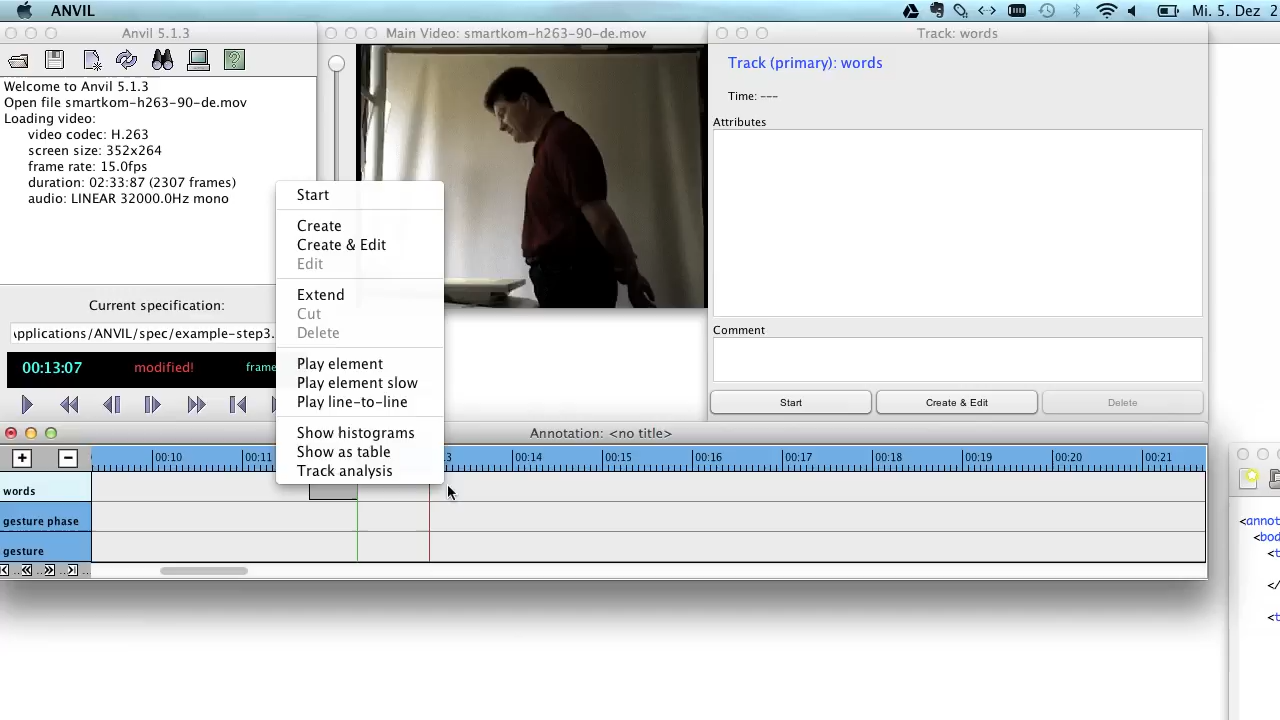 ANVIL
Mi. 5. Dez 2
Anvil 5.1.3
Main Video: smartkom-h263-90-de.mov
Track: words
Welcome to Anvil 5.1.3
Open file smartkom-h263-90-de.mov
Loading video:
video codec: H.263
screen size: 352x264
frame rate: 15.0fps
duration: 02:33:87 (2307 frames)
audio: LINEAR 32000.0Hz mono
Current specification:
pplications/ANVIL/spec/example-step3.
00:13:07
modified!
frame
Start
Create
Create & Edit
Edit
Extend
Cut
Delete
Play element
Play element slow
Play line-to-line
Show histograms
Show as table
Track analysis
Track (primary): words
Time: ---
Attributes
Comment
Start
Create & Edit
Delete
Annotation: <no title>
00:10
00:11
3
00:14
00:15
00:16
00:17
00:18
00:19
00:20
00:21
words
gesture phase
gesture
<annot
<bod
<t
</
<t